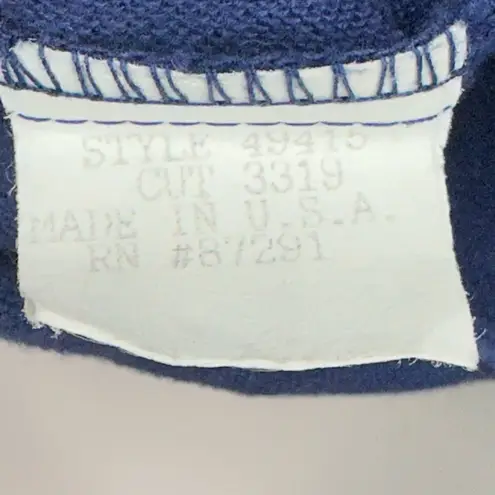 STYLE 49415
CUT 3319
MADE IN U.S.A.
RN #87291